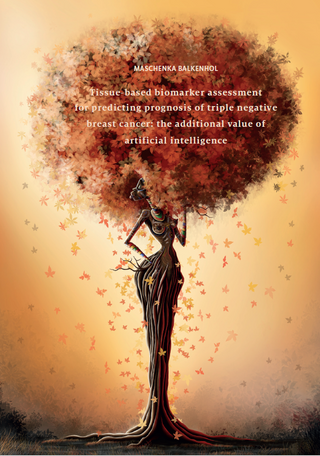 MASCHENKA BALKENHOL
Tissue-based biomarker assessment
for predicting prognosis of triple negative
breast cancer: the additional value of
artificial intelligence